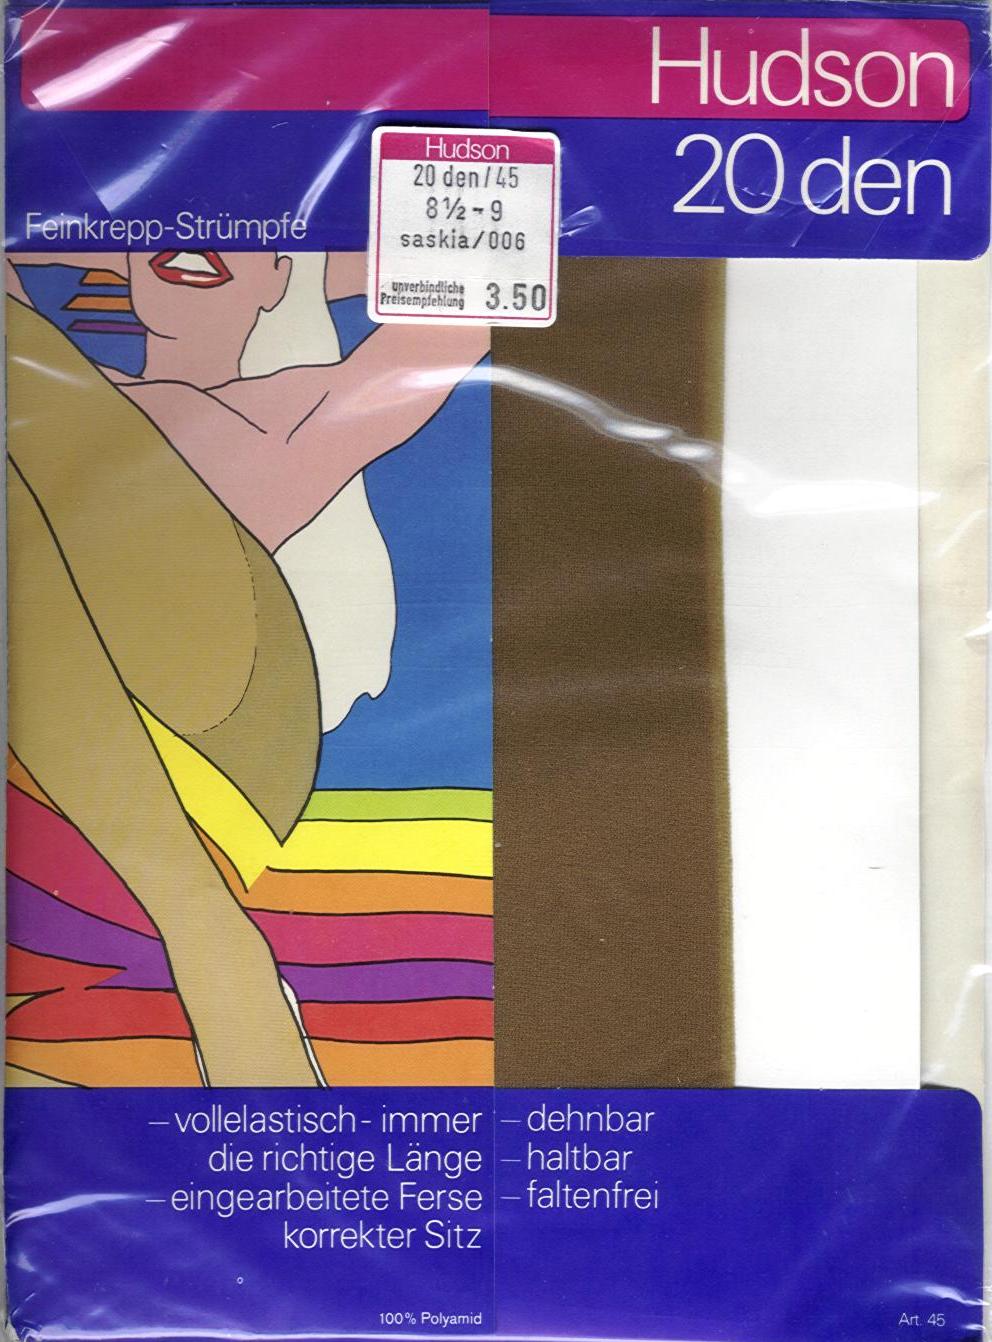 Hudson
20 den
Feinkrepp-Strümpfe
Hudson
20 den/45
8½-9
saskia/006
unverbindliche
Preisempfehlung 3.50
– vollelastisch - immer
die richtige Länge
– eingearbeitete Ferse
korrekter Sitz
– dehnbar
– haltbar
– faltenfrei
100% Polyamid
Art. 45